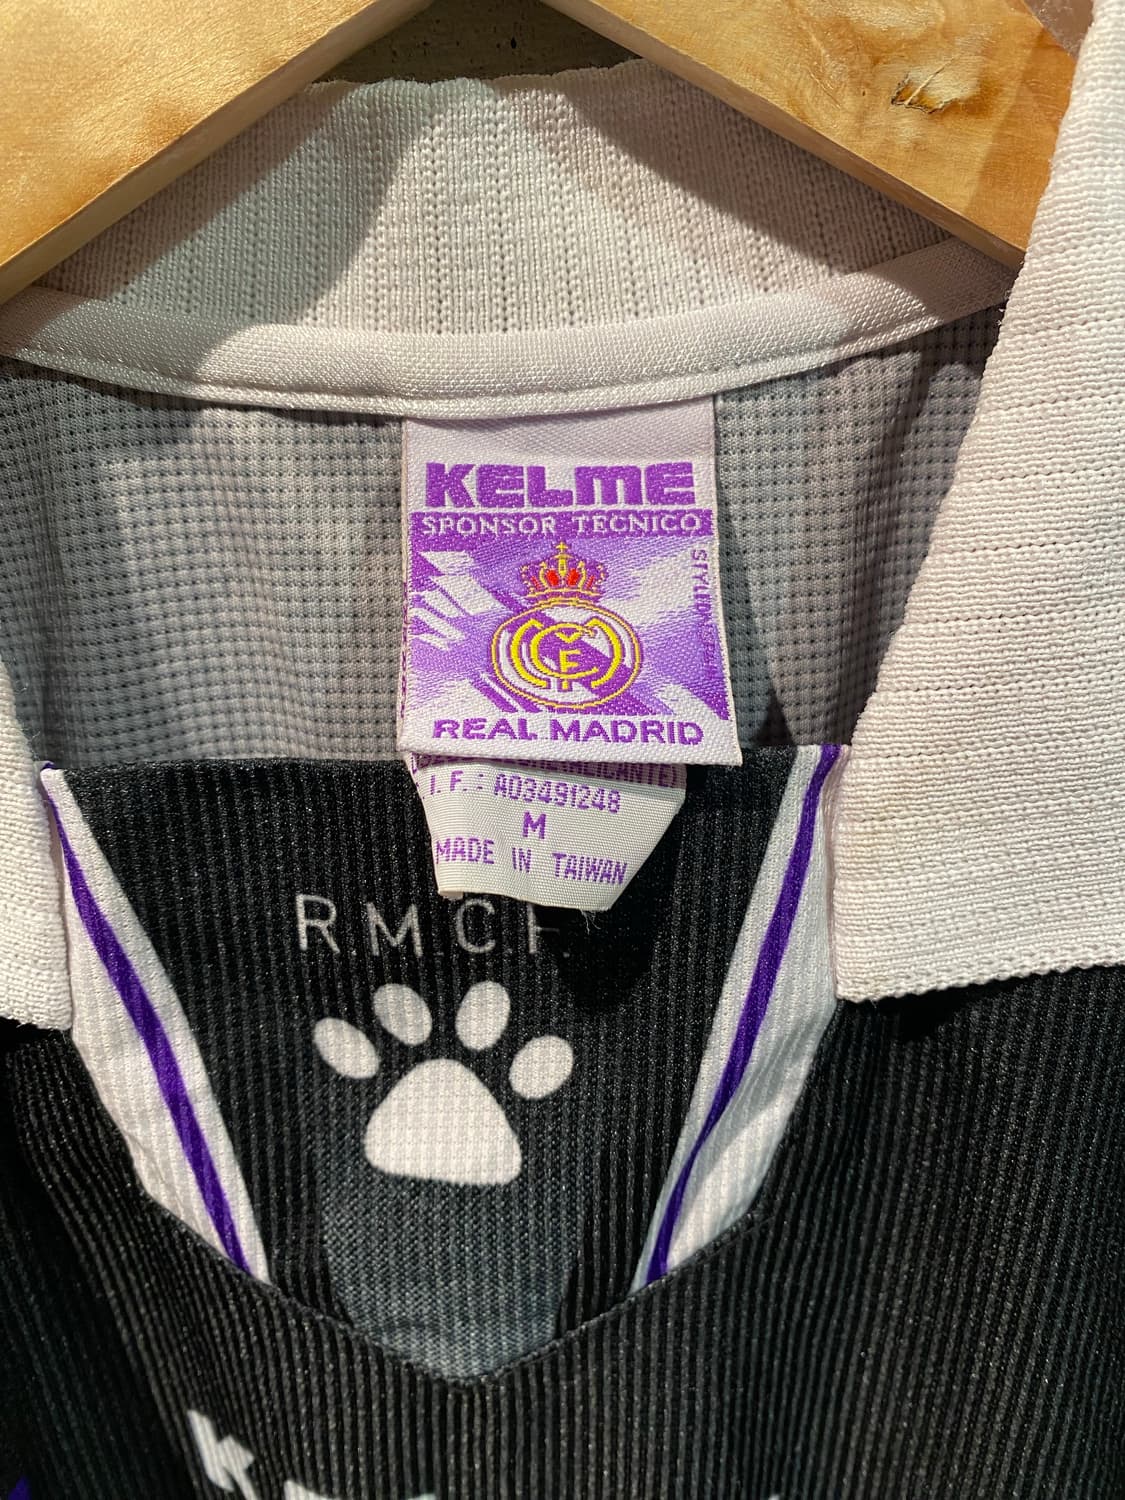 KELME
SPONSOR TECNICO
REAL MADRID
I. F. : A03491248
M
MADE IN TAIWAN
R.M.C.F.